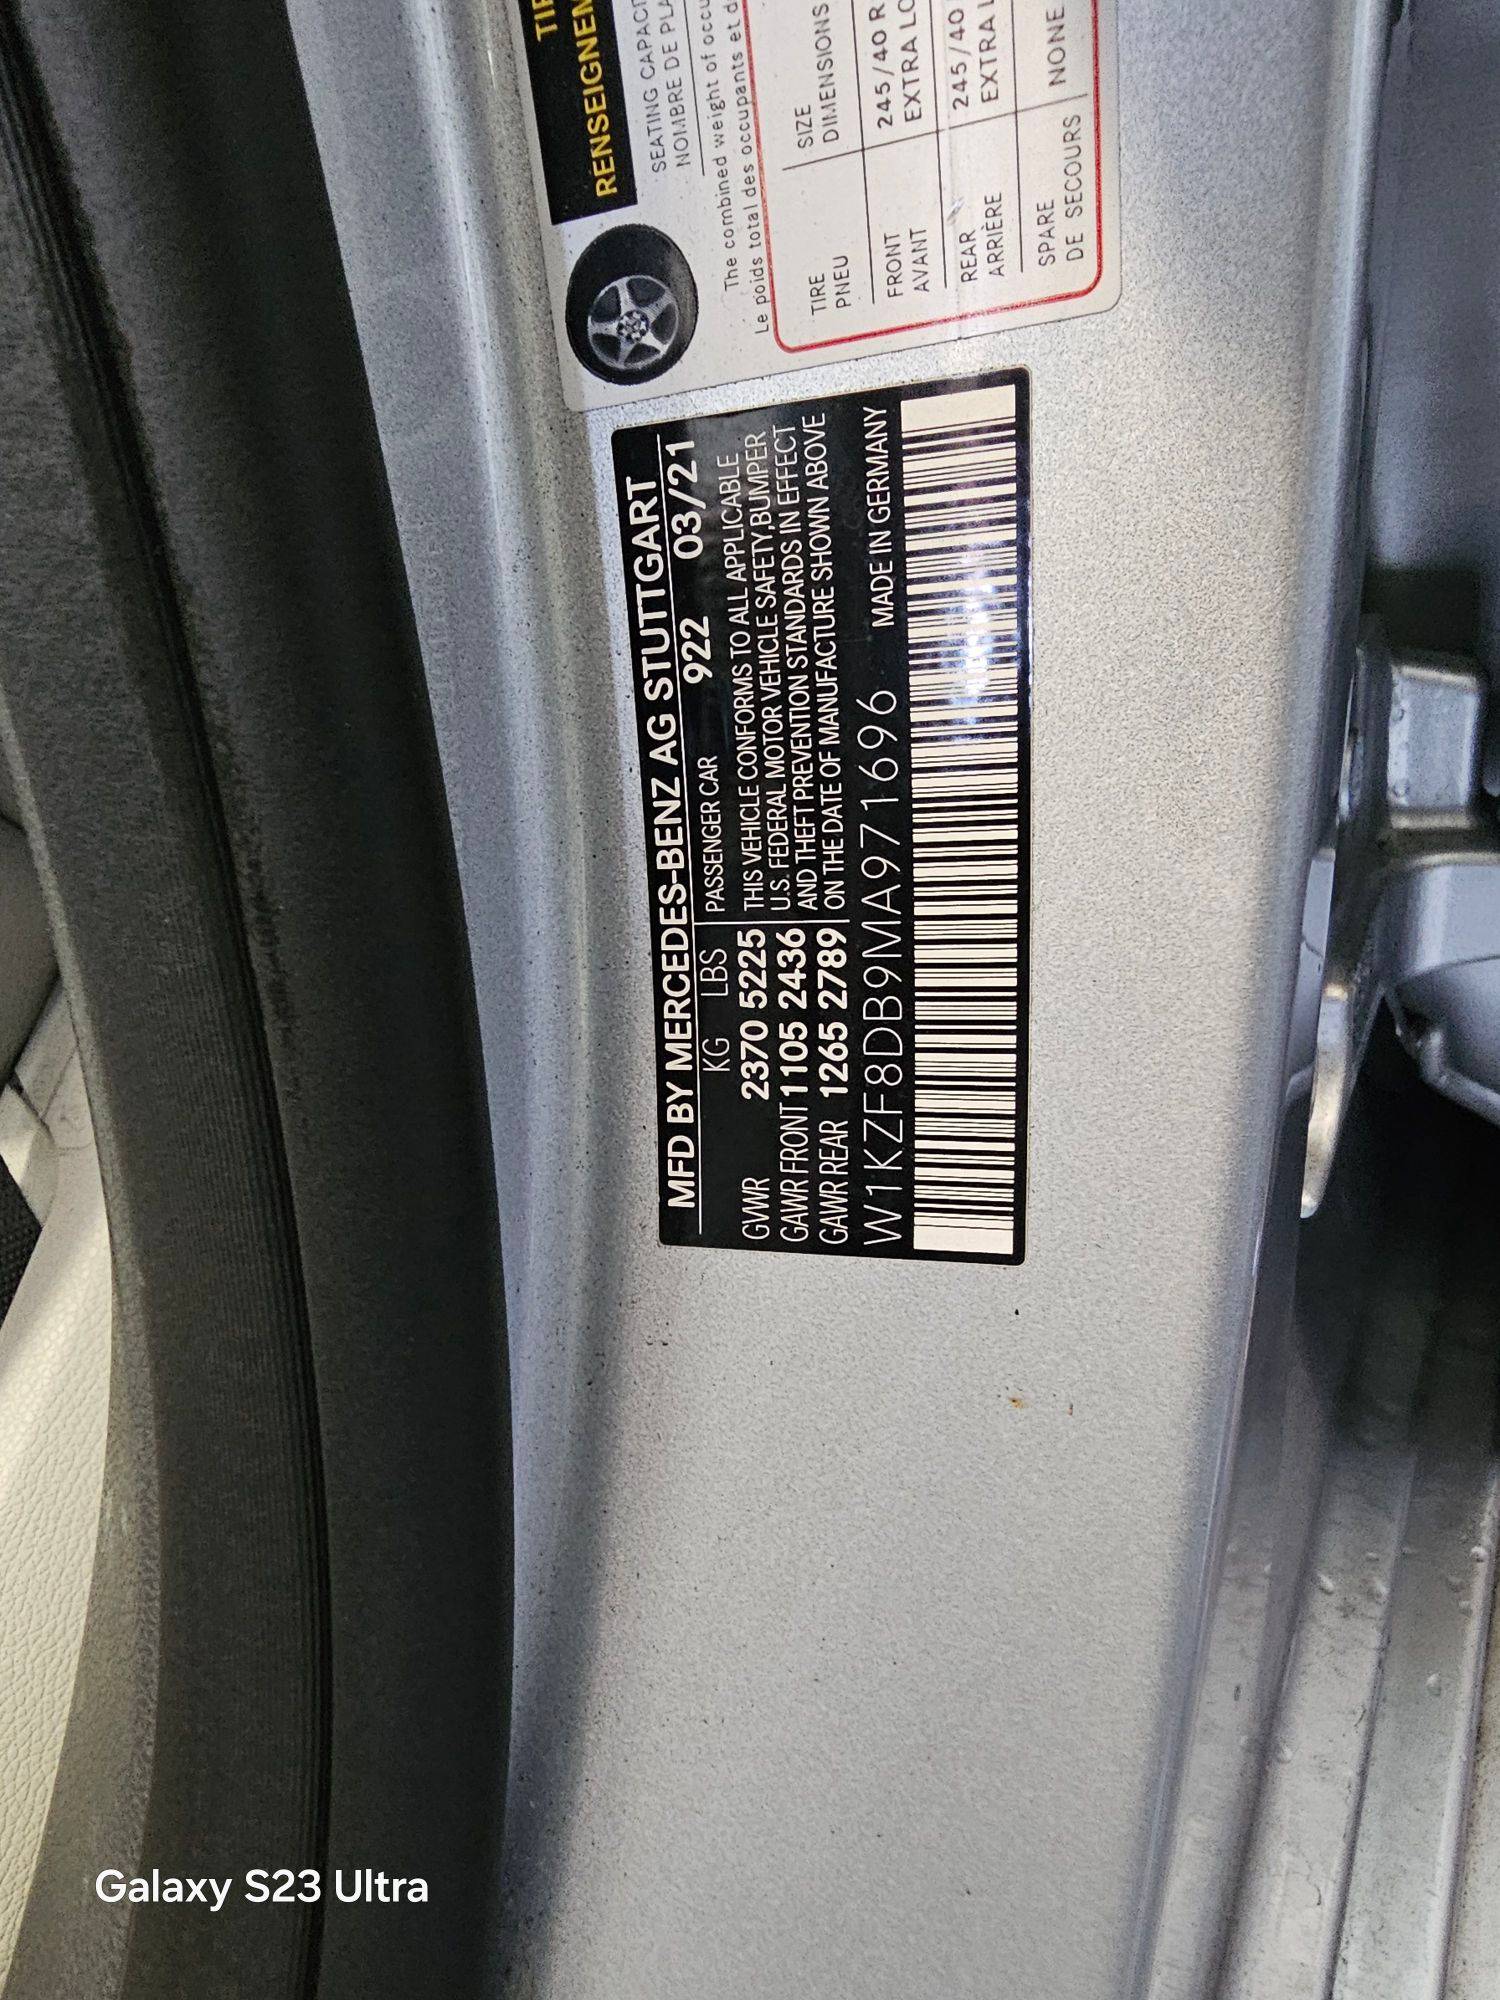 MFD BY MERCEDES-BENZ AG STUTTGART
KG LBS PASSENGER CAR 922 03/21
GVWR 2370 5225 THIS VEHICLE CONFORMS TO ALL APPLICABLE
GAWR FRONT 1105 2436 U.S. FEDERAL MOTOR VEHICLE SAFETY,BUMPER
AND THEFT PREVENTION STANDARDS IN EFFECT
GAWR REAR 1265 2789 ON THE DATE OF MANUFACTURE SHOWN ABOVE
W1KZF8DB9MA971696 MADE IN GERMANY
RENSEIGNEM
SEATING CAPACI
NOMBRE DE PLA
The combined weight of occu
Le poids total des occupants et d
TIRE SIZE
PNEU DIMENSIONS
FRONT 245/40 R
AVANT EXTRA LO
REAR 245/40
ARRIÈRE EXTRA L
SPARE NONE
DE SECOURS
Galaxy S23 Ultra